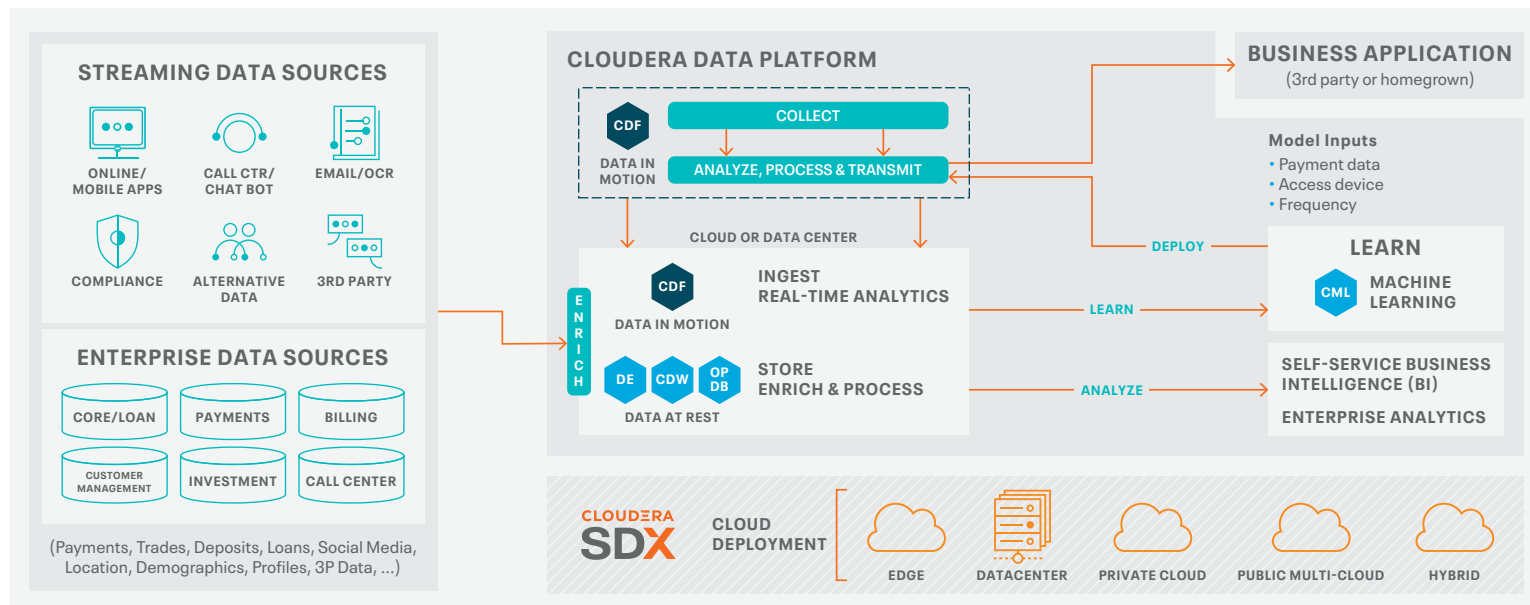 STREAMING DATA SOURCES
ONLINE/
MOBILE APPS
CALL CTR/
CHAT BOT
EMAIL/OCR
COMPLIANCE
ALTERNATIVE
DATA
3RD PARTY
ENTERPRISE DATA SOURCES
CORE/LOAN
PAYMENTS
BILLING
CUSTOMER
MANAGEMENT
INVESTMENT
CALL CENTER
(Payments, Trades, Deposits, Loans, Social Media,
Location, Demographics, Profiles, 3P Data, ...)
CLOUDERA DATA PLATFORM
CDF
DATA IN
MOTION
COLLECT
ANALYZE, PROCESS & TRANSMIT
CLOUD OR DATA CENTER
ENRICH
CDF
DATA IN MOTION
INGEST
REAL-TIME ANALYTICS
DE
CDW
OP
DB
DATA AT REST
STORE
ENRICH & PROCESS
DEPLOY
LEARN
ANALYZE
BUSINESS APPLICATION
(3rd party or homegrown)
Model Inputs
• Payment data
• Access device
• Frequency
LEARN
CML
MACHINE
LEARNING
SELF-SERVICE BUSINESS
INTELLIGENCE (BI)
ENTERPRISE ANALYTICS
CLOUDERA
SDX
CLOUD
DEPLOYMENT
EDGE
DATACENTER
PRIVATE CLOUD
PUBLIC MULTI-CLOUD
HYBRID